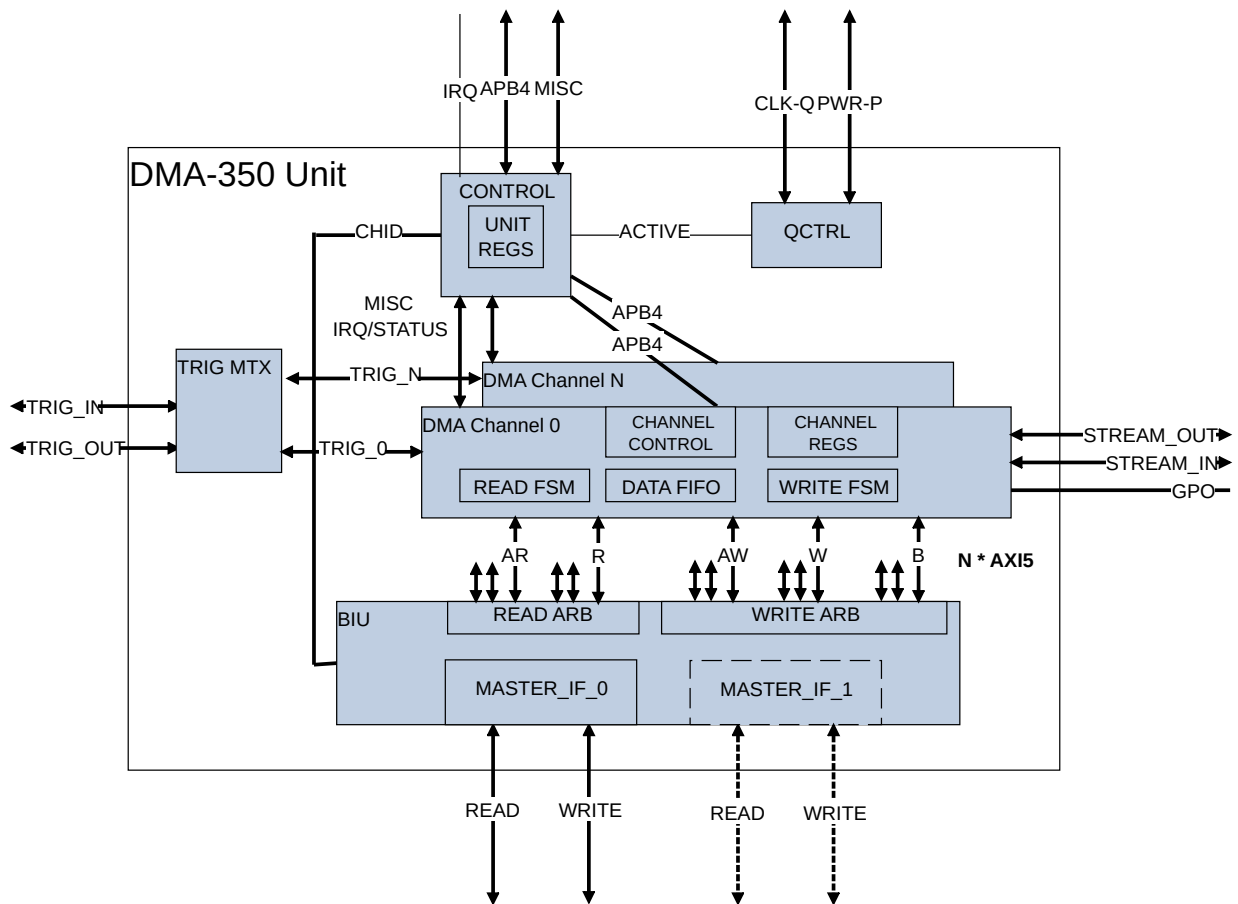 IRQ APB4 MISC
CLK-Q PWR-P
DMA-350 Unit
CONTROL
UNIT
REGS
CHID
ACTIVE
QCTRL
MISC
IRQ/STATUS
APB4
APB4
TRIG MTX
TRIG_N
DMA Channel N
TRIG_IN
DMA Channel 0
CHANNEL
CONTROL
CHANNEL
REGS
STREAM_OUT
TRIG_OUT
TRIG_0
STREAM_IN
READ FSM
DATA FIFO
WRITE FSM
GPO
AR
R
AW
W
B
N * AXI5
BIU
READ ARB
WRITE ARB
MASTER_IF_0
MASTER_IF_1
READ
WRITE
READ
WRITE